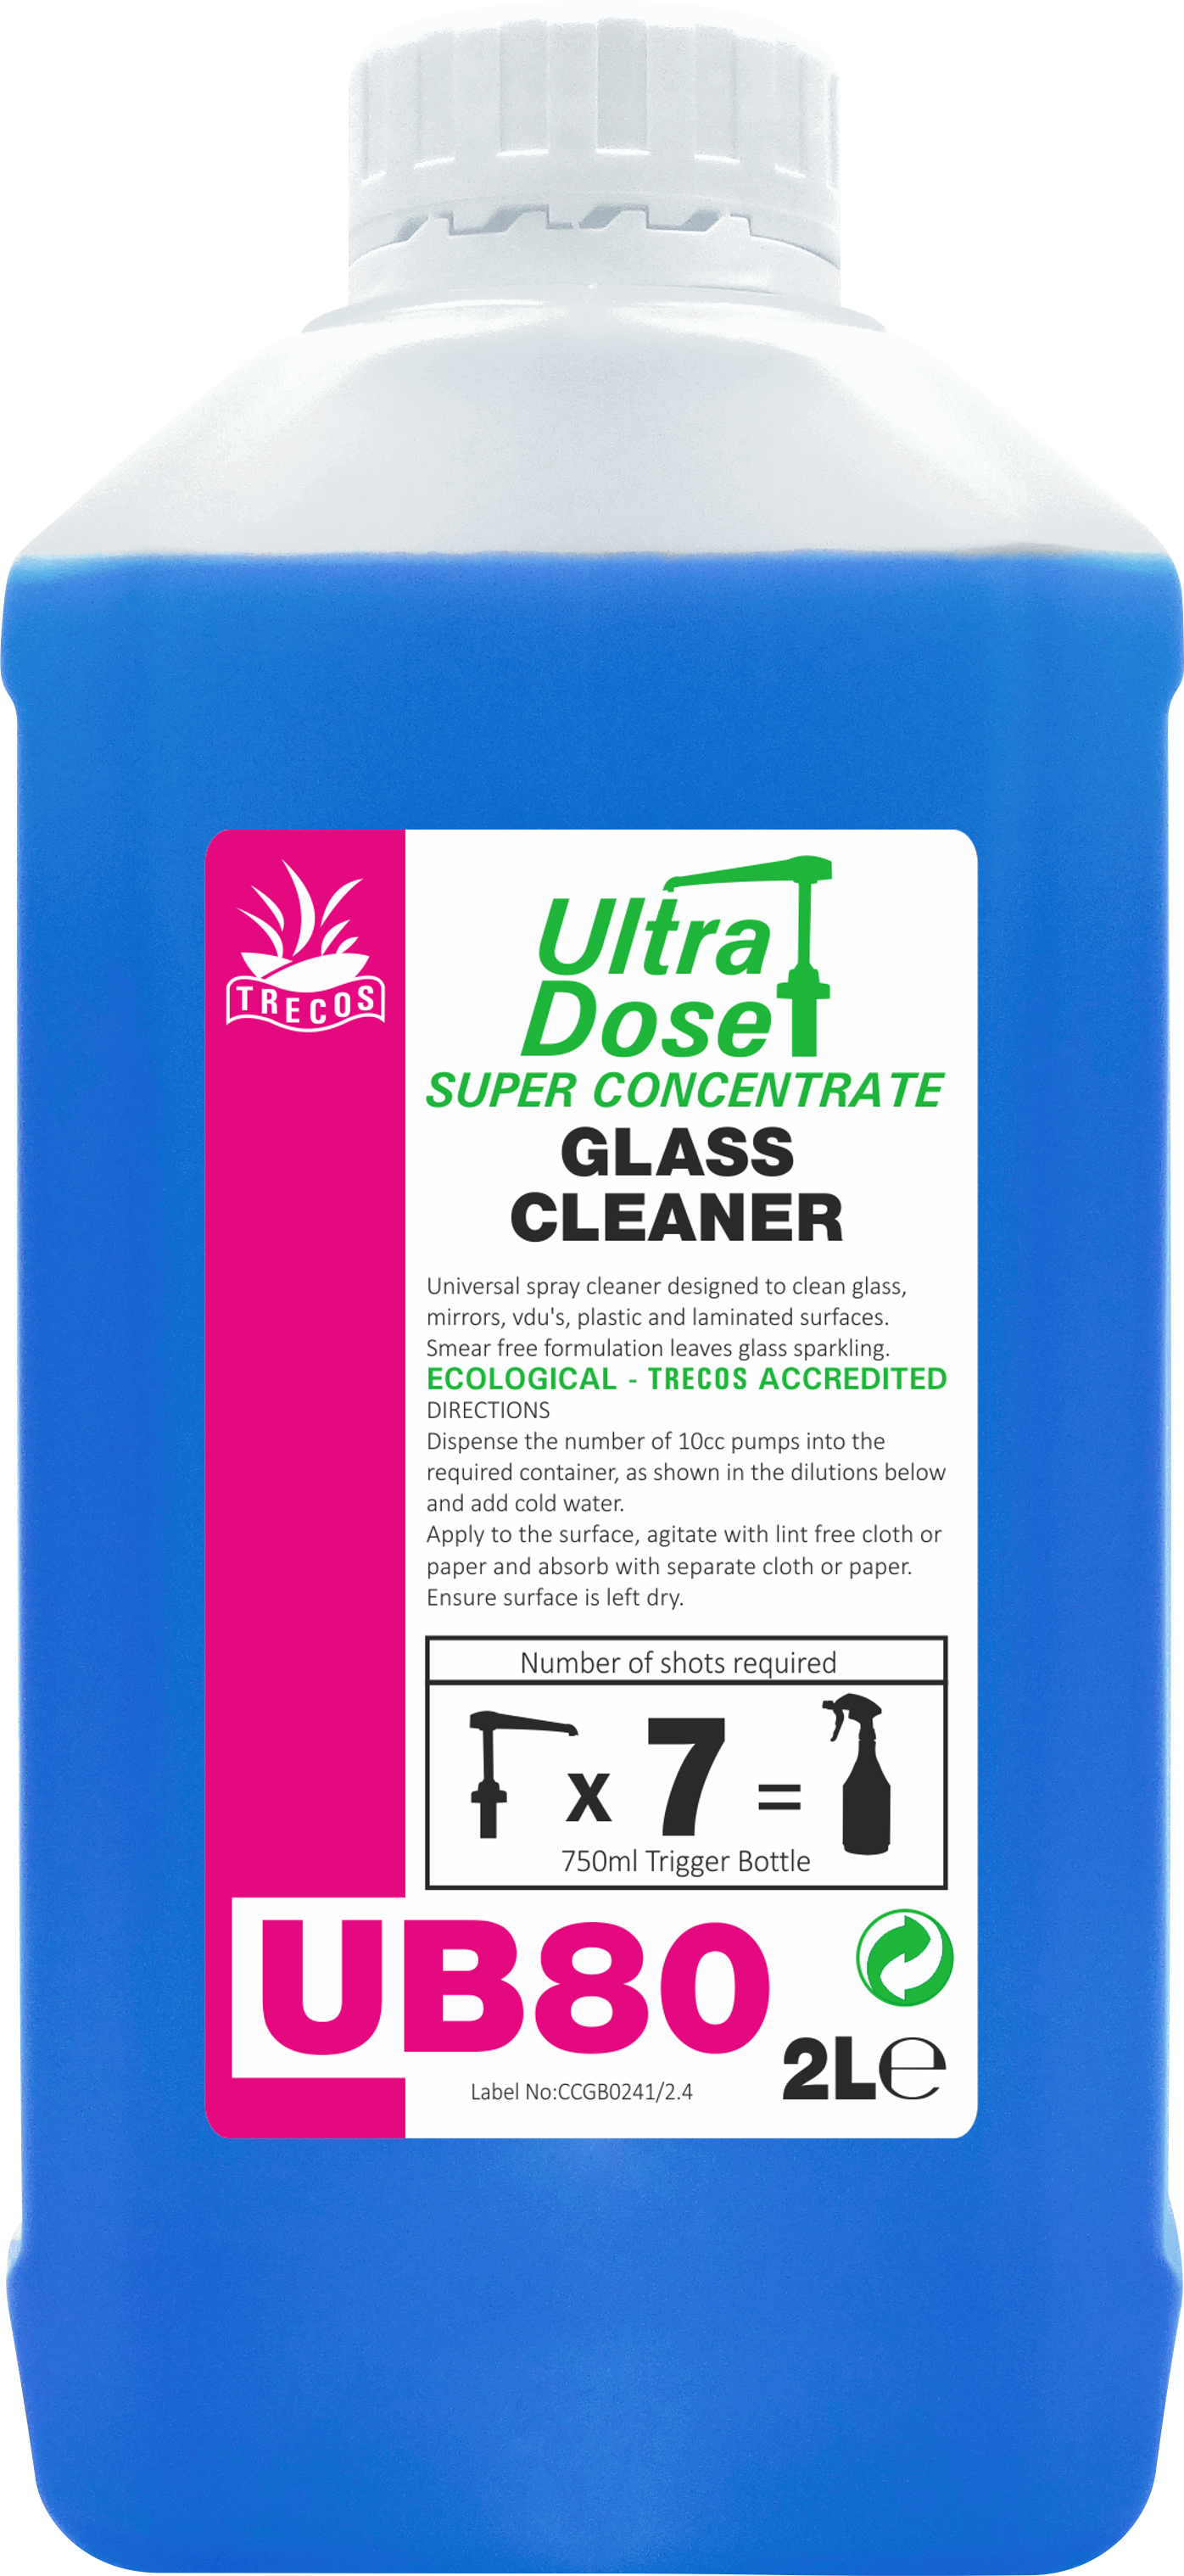 TRECOS
Ultra
Dose
SUPER CONCENTRATE
GLASS
CLEANER
Universal spray cleaner designed to clean glass,
mirrors, vdu's, plastic and laminated surfaces.
Smear free formulation leaves glass sparkling.
ECOLOGICAL - TRECOS ACCREDITED
DIRECTIONS
Dispense the number of 10cc pumps into the
required container, as shown in the dilutions below
and add cold water.
Apply to the surface, agitate with lint free cloth or
paper and absorb with separate cloth or paper.
Ensure surface is left dry.
Number of shots required
x 7 =
750ml Trigger Bottle
UB80
2L℮
Label No:CCGB0241/2.4